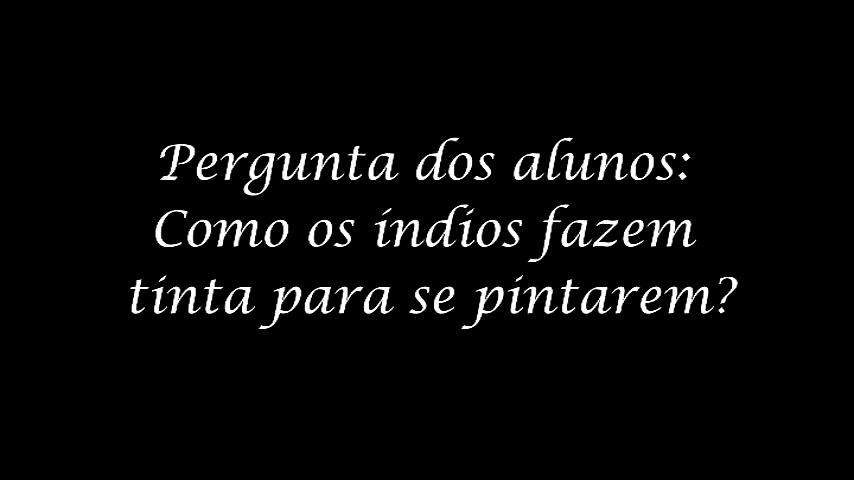 Pergunta dos alunos:
Como os índios fazem
tinta para se pintarem?